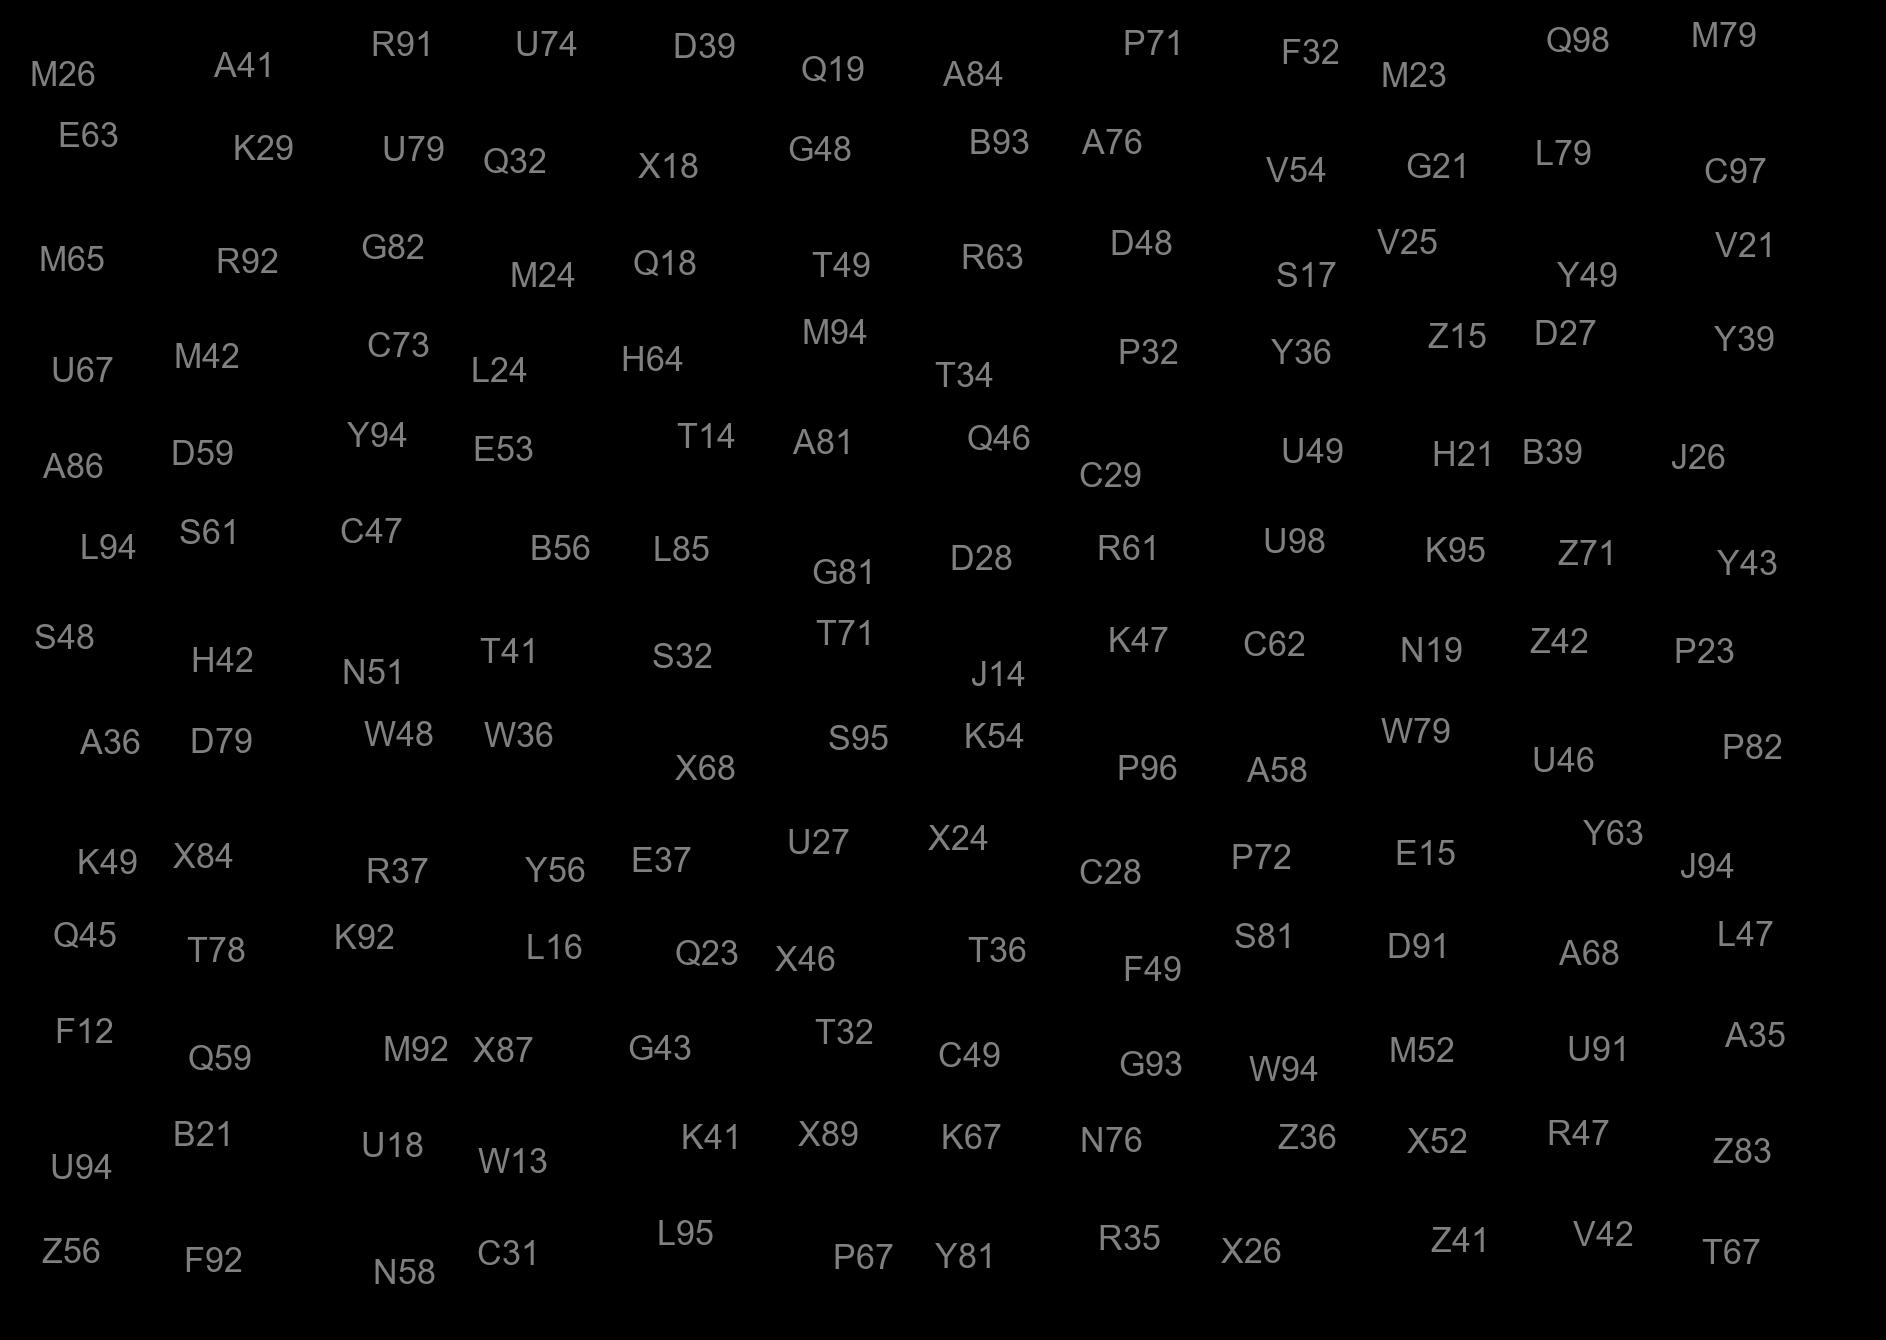 M26 A41 R91 U74 D39 Q19 A84 P71 F32 M23 Q98 M79
E63 K29 U79 Q32 X18 G48 B93 A76 V54 G21 L79 C97
M65 R92 G82 M24 Q18 T49 R63 D48 S17 V25 Y49 V21
U67 M42 C73 L24 H64 M94 T34 P32 Y36 Z15 D27 Y39
A86 D59 Y94 E53 T14 A81 Q46 C29 U49 H21 B39 J26
L94 S61 C47 B56 L85 G81 D28 R61 U98 K95 Z71 Y43
S48 H42 N51 T41 S32 T71 J14 K47 C62 N19 Z42 P23
A36 D79 W48 W36 X68 S95 K54 P96 A58 W79 U46 P82
K49 X84 R37 Y56 E37 U27 X24 C28 P72 E15 Y63 J94
Q45 T78 K92 L16 Q23 X46 T36 F49 S81 D91 A68 L47
F12 Q59 M92 X87 G43 T32 C49 G93 W94 M52 U91 A35
U94 B21 U18 W13 K41 X89 K67 N76 Z36 X52 R47 Z83
Z56 F92 N58 C31 L95 P67 Y81 R35 X26 Z41 V42 T67